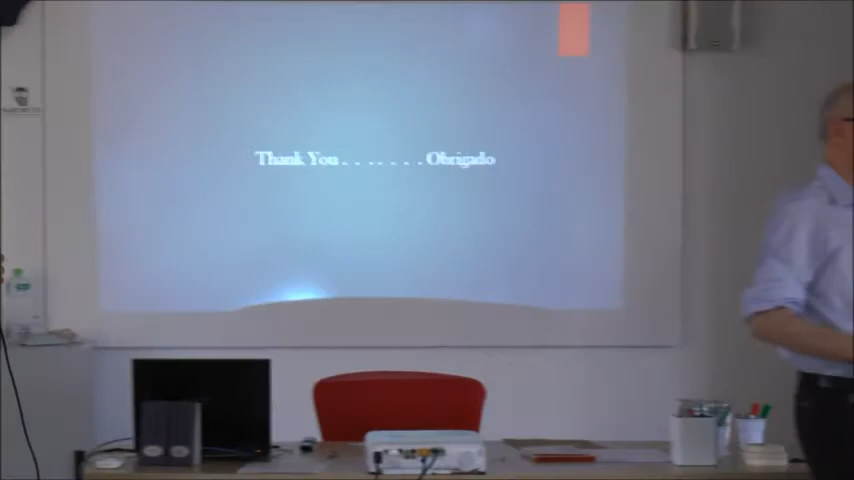 Thank You . . . . . . . Obrigado